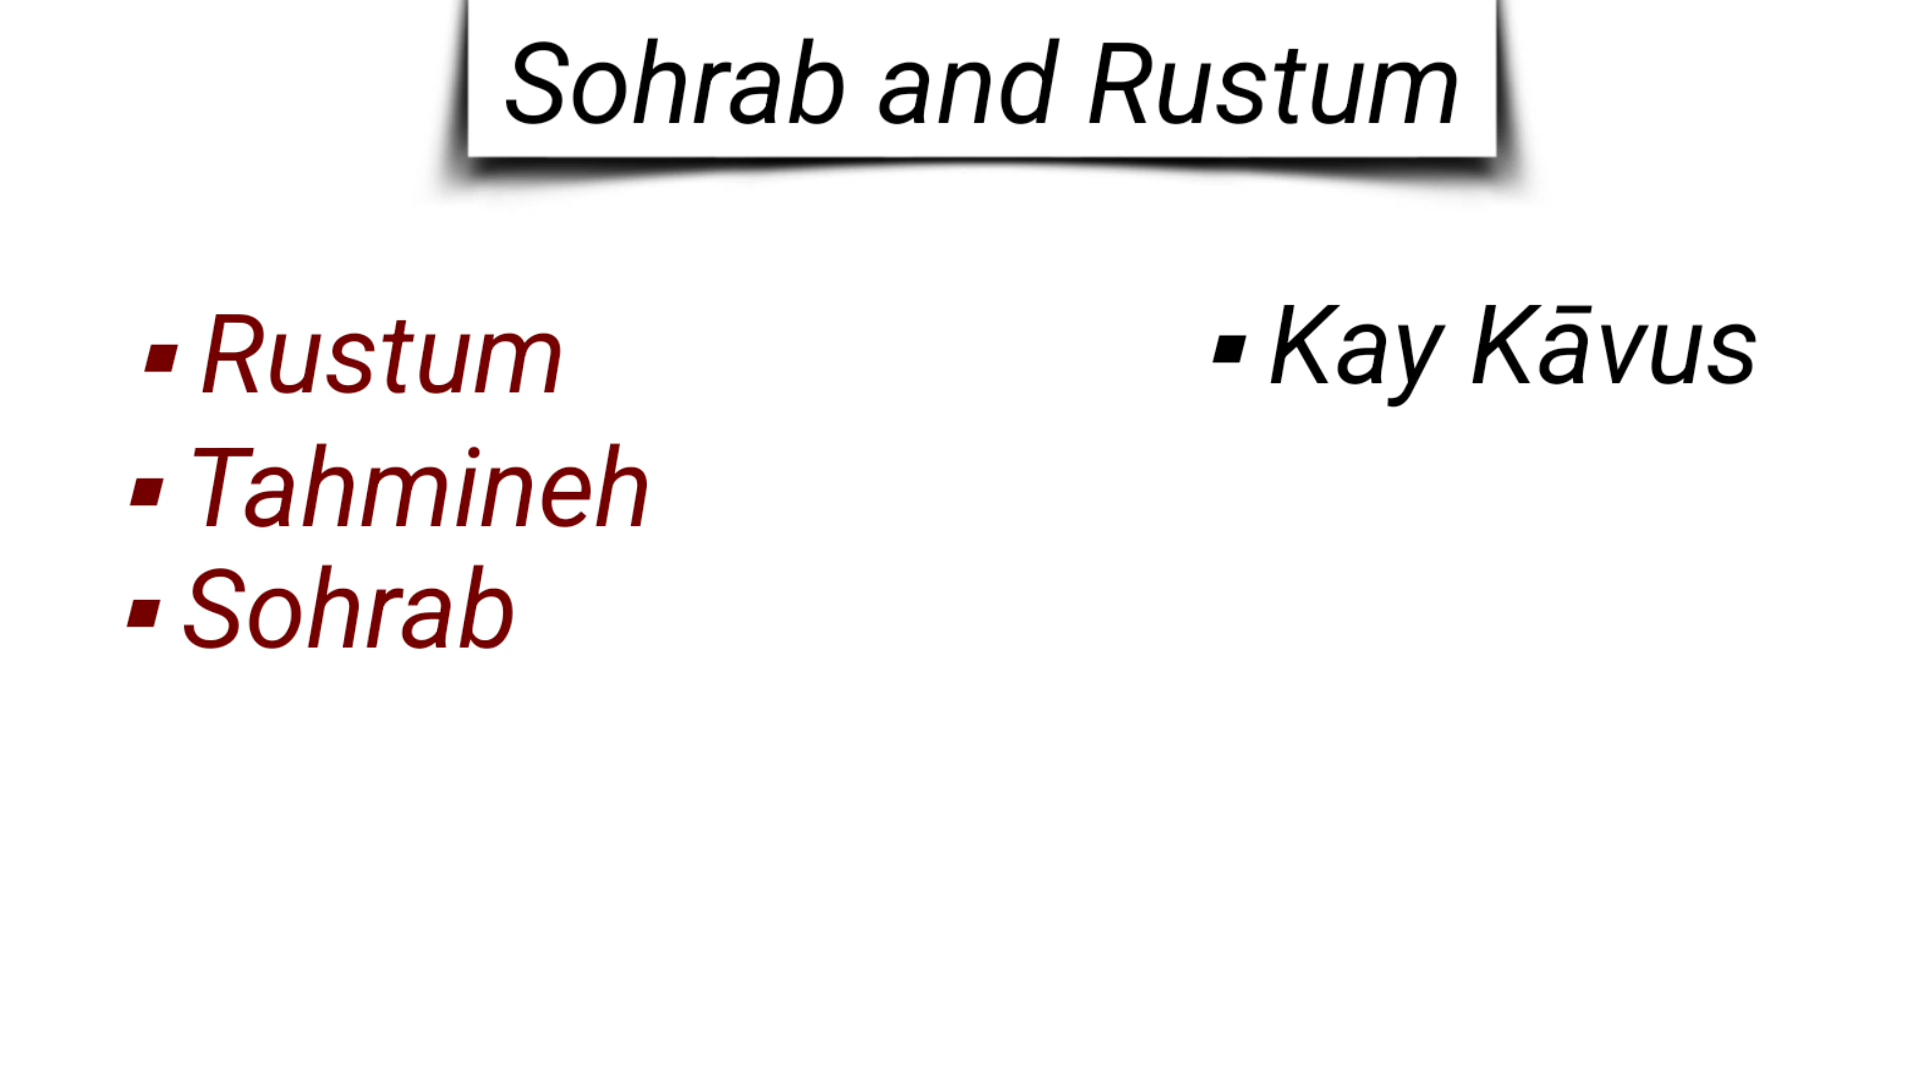 Sohrab and Rustum
▪ Rustum
▪ Tahmineh
▪ Sohrab
▪ Kay Kāvus